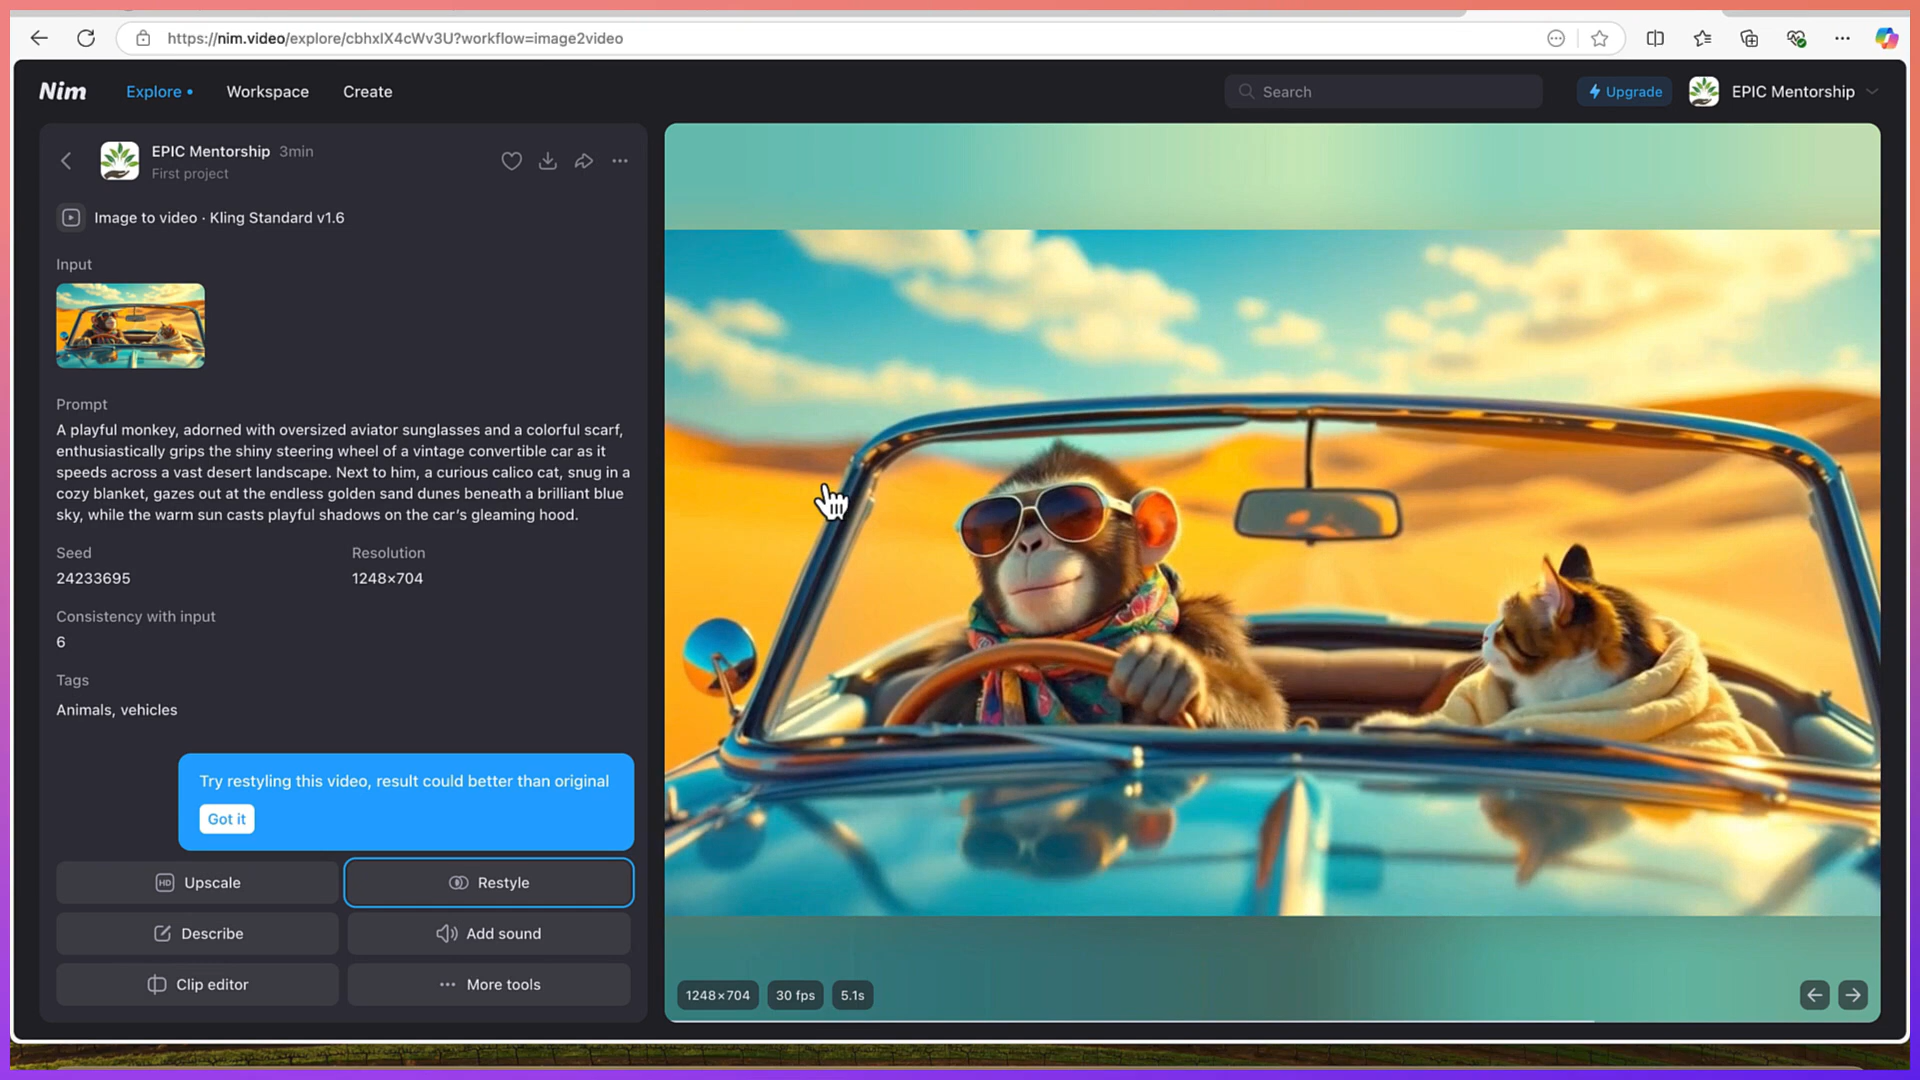 https://nim.video/explore/cbhxIX4cWv3U?workflow=image2video
Nim
Explore
Workspace
Create
Search
Upgrade
EPIC Mentorship
EPIC Mentorship 3min
First project
Image to video · Kling Standard v1.6
Input
Prompt
A playful monkey, adorned with oversized aviator sunglasses and a colorful scarf,
enthusiastically grips the shiny steering wheel of a vintage convertible car as it
speeds across a vast desert landscape. Next to him, a curious calico cat, snug in a
cozy blanket, gazes out at the endless golden sand dunes beneath a brilliant blue
sky, while the warm sun casts playful shadows on the car's gleaming hood.
Seed
Resolution
24233695
1248×704
Consistency with input
6
Tags
Animals, vehicles
Try restyling this video, result could better than original
Got it
HD Upscale
Restyle
Describe
Add sound
Clip editor
More tools
1248×704
30 fps
5.1s